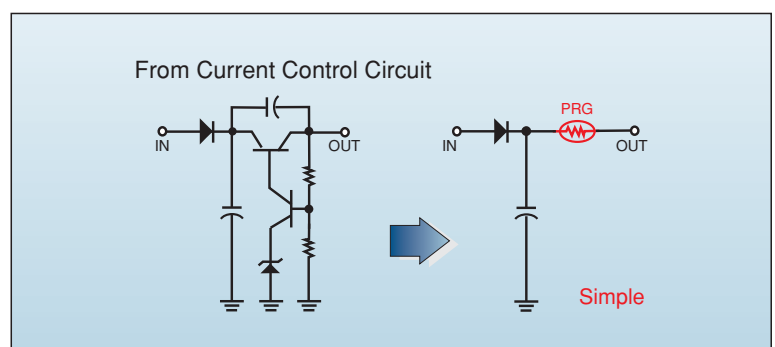 From Current Control Circuit
IN
OUT
PRG
IN
OUT
Simple